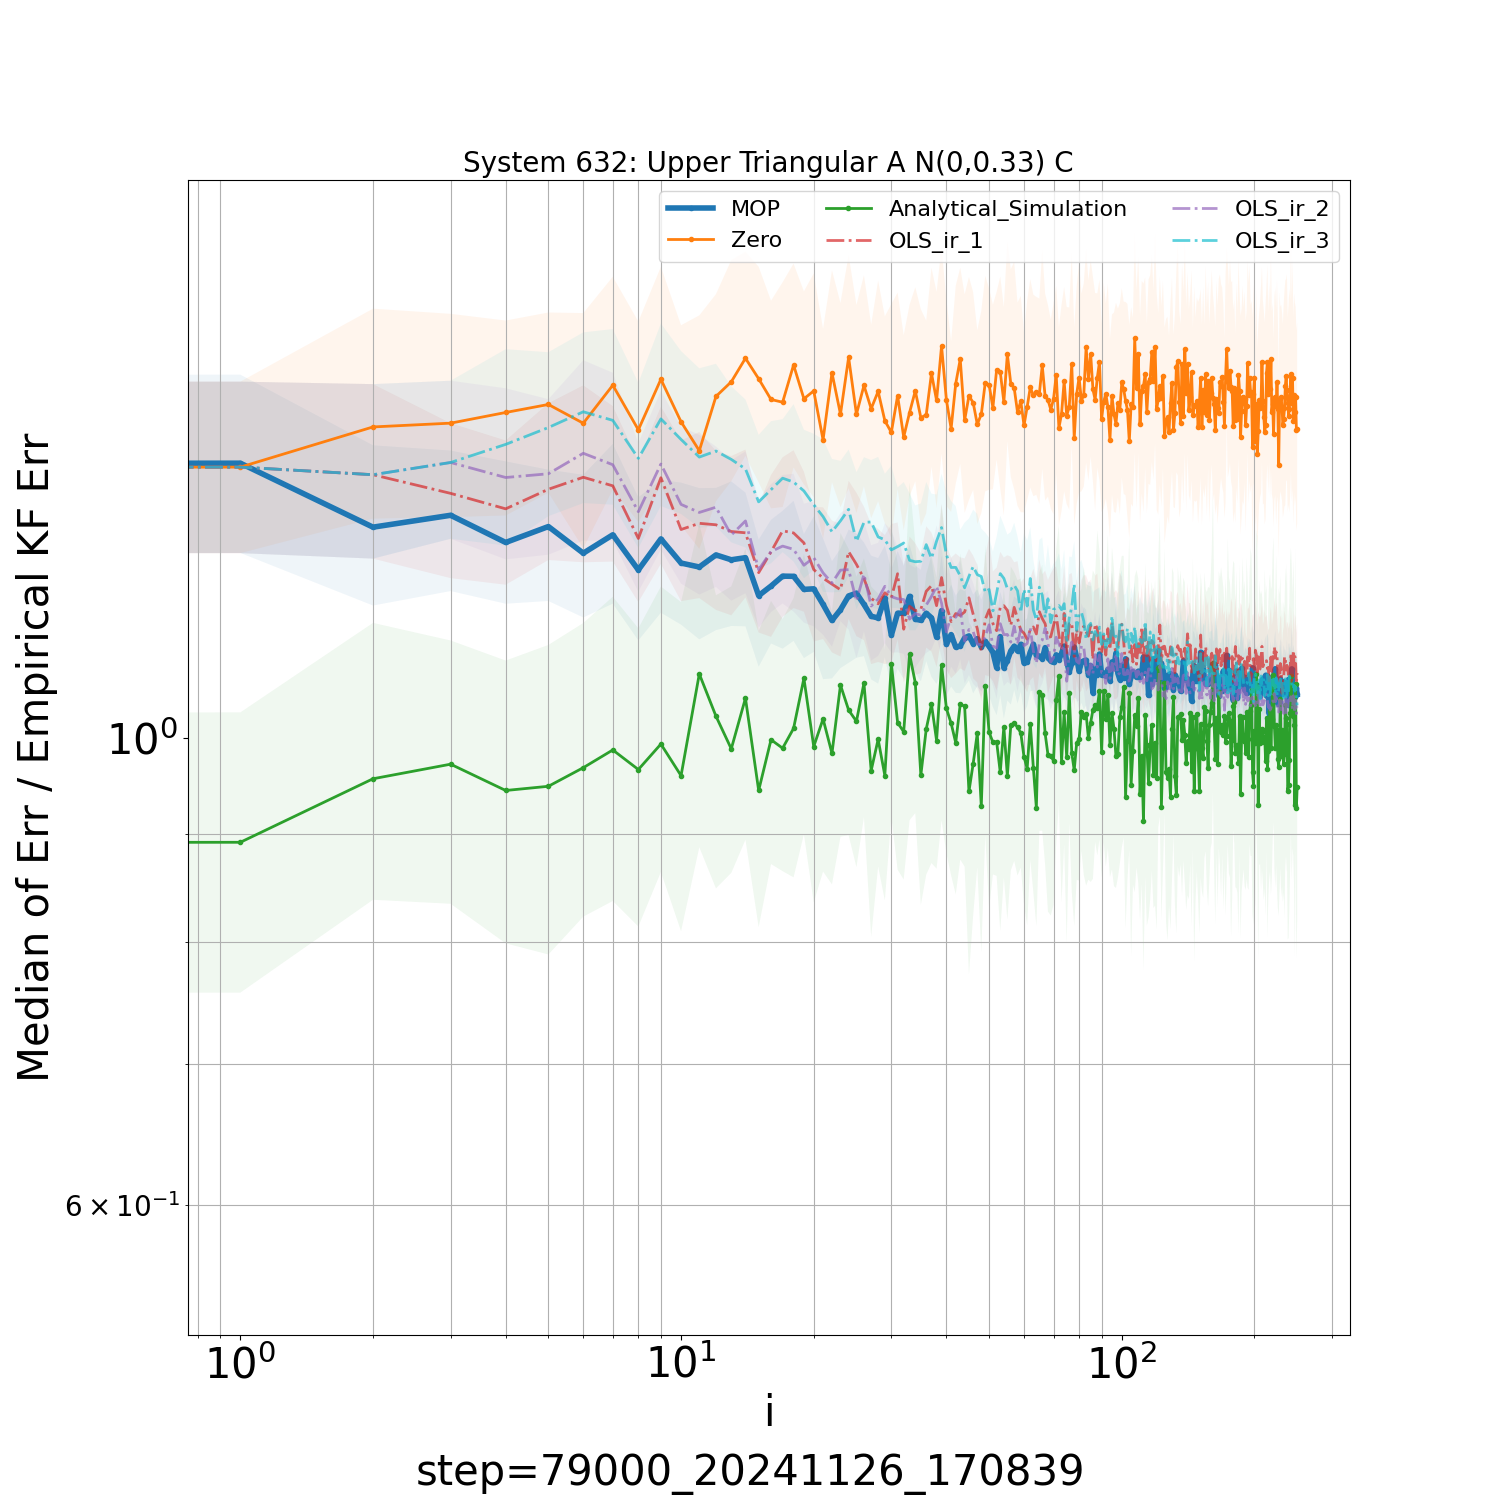 System 632: Upper Triangular A N(0,0.33) C
MOP
Zero
Analytical_Simulation
OLS_ir_1
OLS_ir_2
OLS_ir_3
Median of Err / Empirical KF Err
10⁰
6 × 10⁻¹
10⁰
10¹
10²
i
step=79000_20241126_170839